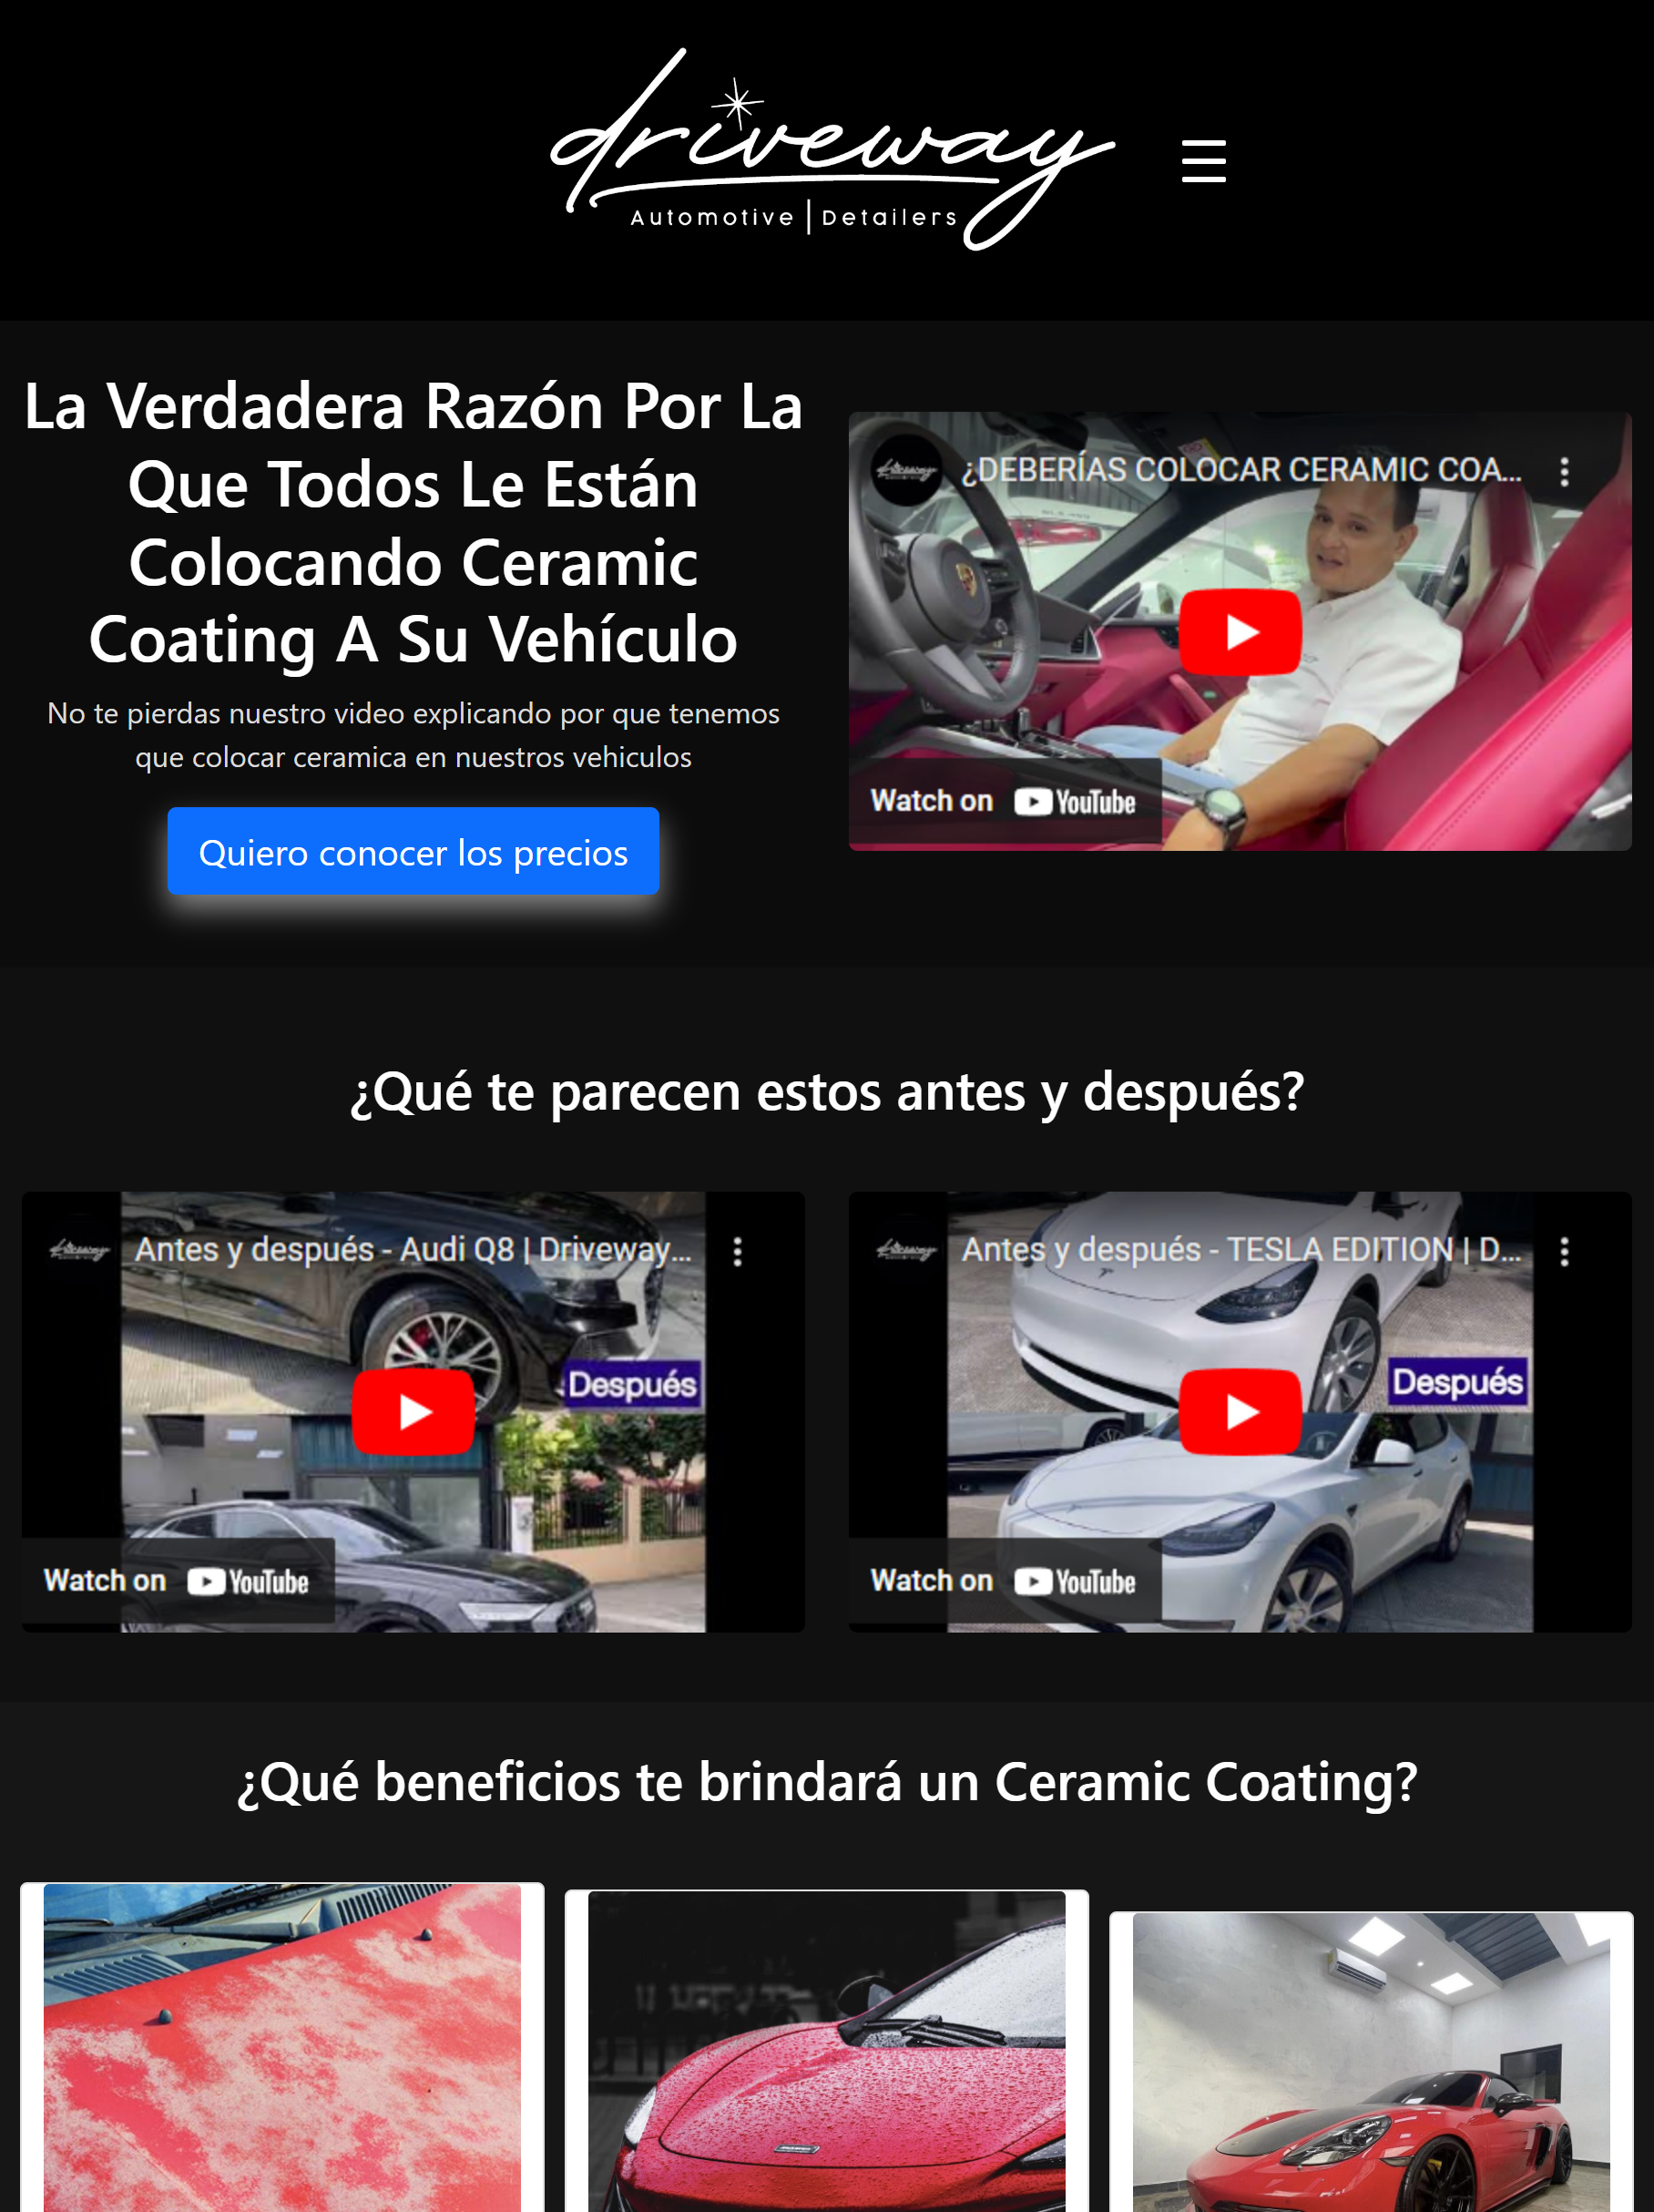 driveway
Automotive | Detailers
La Verdadera Razón Por La
Que Todos Le Están
Colocando Ceramic
Coating A Su Vehículo
No te pierdas nuestro video explicando por que tenemos
que colocar ceramica en nuestros vehiculos
Quiero conocer los precios
driveway
¿DEBERÍAS COLOCAR CERAMIC COA...
Watch on YouTube
¿Qué te parecen estos antes y después?
driveway
Antes y después - Audi Q8 | Driveway...
Después
Watch on YouTube
driveway
Antes y después - TESLA EDITION | D...
Después
Watch on YouTube
¿Qué beneficios te brindará un Ceramic Coating?